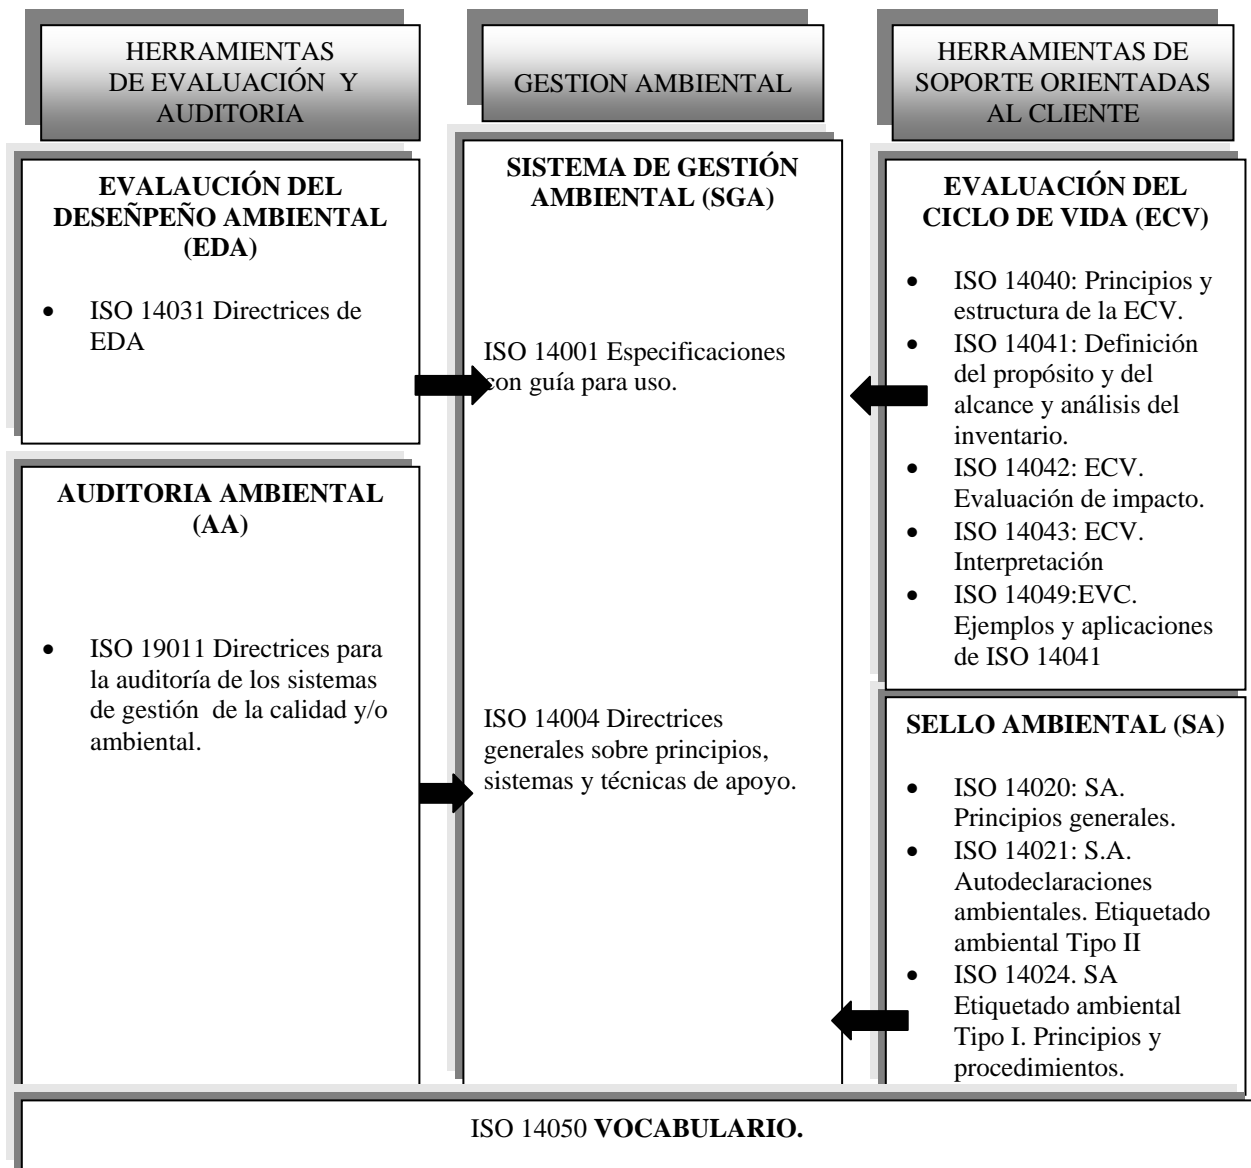 HERRAMIENTAS
DE EVALUACIÓN Y
AUDITORIA
GESTION AMBIENTAL
HERRAMIENTAS DE
SOPORTE ORIENTADAS
AL CLIENTE
EVALAUCIÓN DEL
DESEÑPEÑO AMBIENTAL
(EDA)
• ISO 14031 Directrices de
EDA
AUDITORIA AMBIENTAL
(AA)
• ISO 19011 Directrices para
la auditoría de los sistemas
de gestión de la calidad y/o
ambiental.
SISTEMA DE GESTIÓN
AMBIENTAL (SGA)
ISO 14001 Especificaciones
con guía para uso.
ISO 14004 Directrices
generales sobre principios,
sistemas y técnicas de apoyo.
EVALUACIÓN DEL
CICLO DE VIDA (ECV)
• ISO 14040: Principios y
estructura de la ECV.
• ISO 14041: Definición
del propósito y del
alcance y análisis del
inventario.
• ISO 14042: ECV.
Evaluación de impacto.
• ISO 14043: ECV.
Interpretación
• ISO 14049:EVC.
Ejemplos y aplicaciones
de ISO 14041
SELLO AMBIENTAL (SA)
• ISO 14020: SA.
Principios generales.
• ISO 14021: S.A.
Autodeclaraciones
ambientales. Etiquetado
ambiental Tipo II
• ISO 14024. SA
Etiquetado ambiental
Tipo I. Principios y
procedimientos.
ISO 14050 VOCABULARIO.